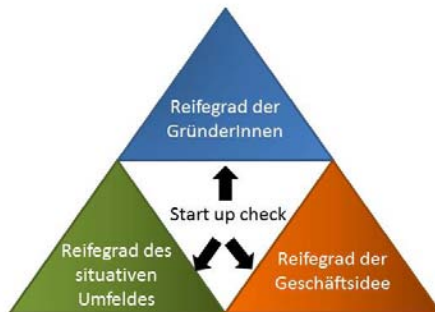 Reifegrad der
GründerInnen
Start up check
Reifegrad des
situativen
Umfeldes
Reifegrad der
Geschäftsidee